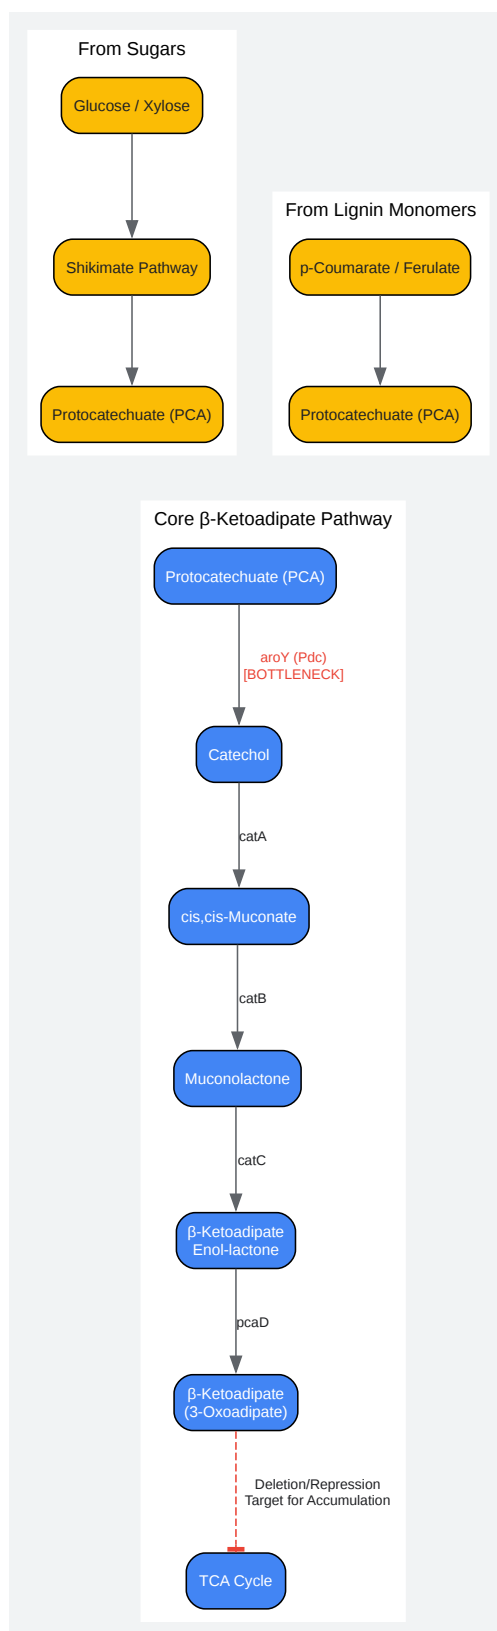 From Sugars
Glucose / Xylose
Shikimate Pathway
Protocatechuate (PCA)
From Lignin Monomers
p-Coumarate / Ferulate
Protocatechuate (PCA)
Core β-Ketoadipate Pathway
Protocatechuate (PCA)
aroY (Pdc)
[BOTTLENECK]
Catechol
catA
cis,cis-Muconate
catB
Muconolactone
catC
β-Ketoadipate
Enol-lactone
pcaD
β-Ketoadipate
(3-Oxoadipate)
Deletion/Repression
Target for Accumulation
TCA Cycle